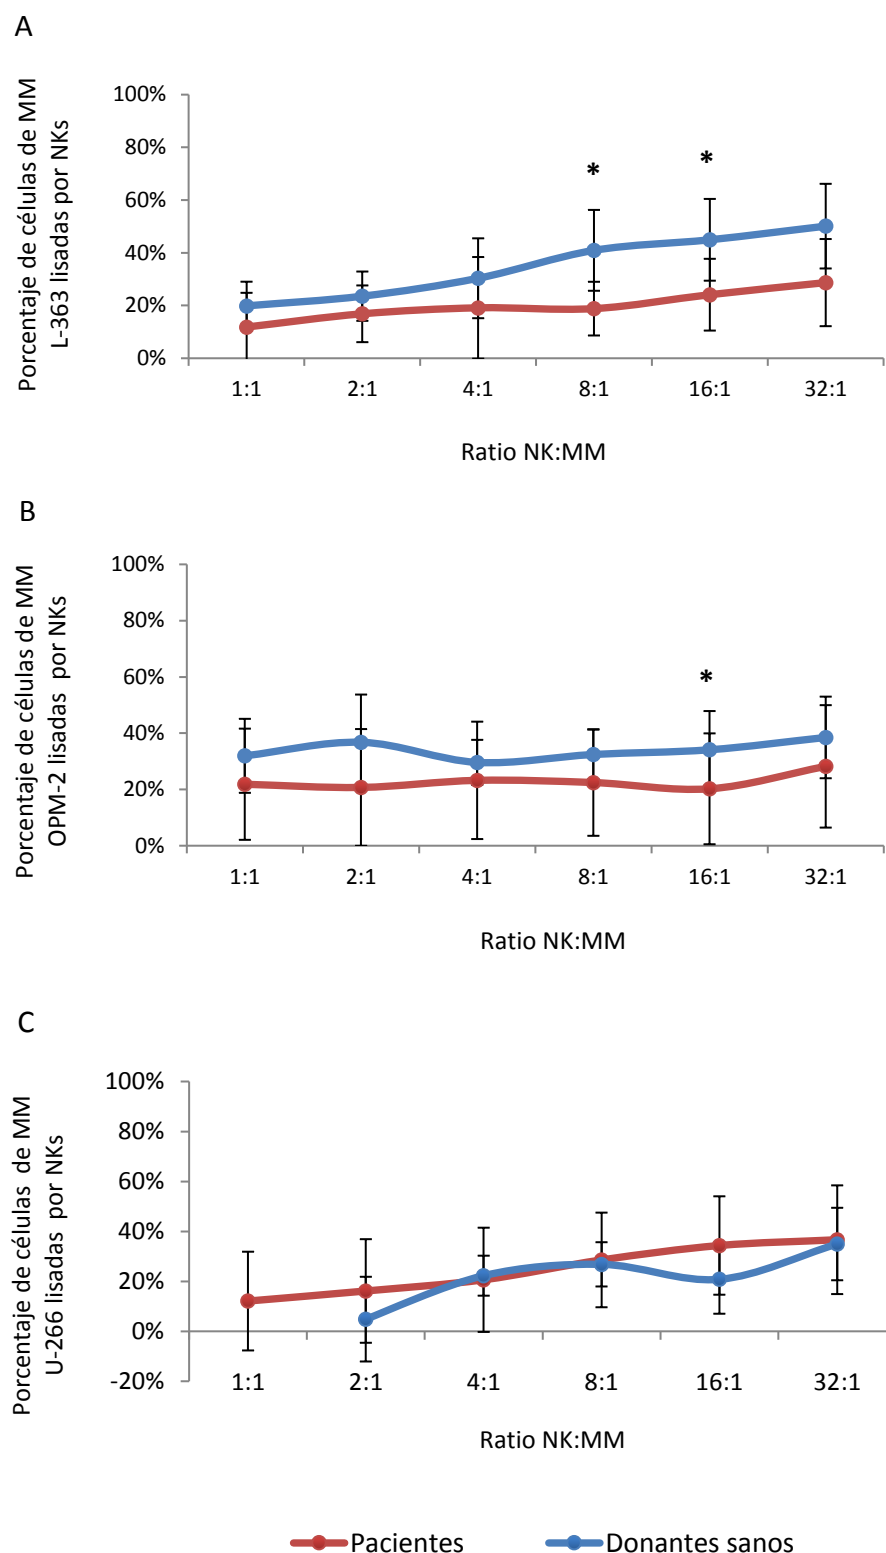 A
Porcentaje de células de MM
L-363 lisadas por NKs
100%
80%
60%
40%
20%
0%
* *
1:1 2:1 4:1 8:1 16:1 32:1
Ratio NK:MM
B
Porcentaje de células de MM
OPM-2 lisadas por NKs
100%
80%
60%
40%
20%
0%
*
1:1 2:1 4:1 8:1 16:1 32:1
Ratio NK:MM
C
Porcentaje de células de MM
U-266 lisadas por NKs
100%
80%
60%
40%
20%
0%
-20%
1:1 2:1 4:1 8:1 16:1 32:1
Ratio NK:MM
Pacientes Donantes sanos